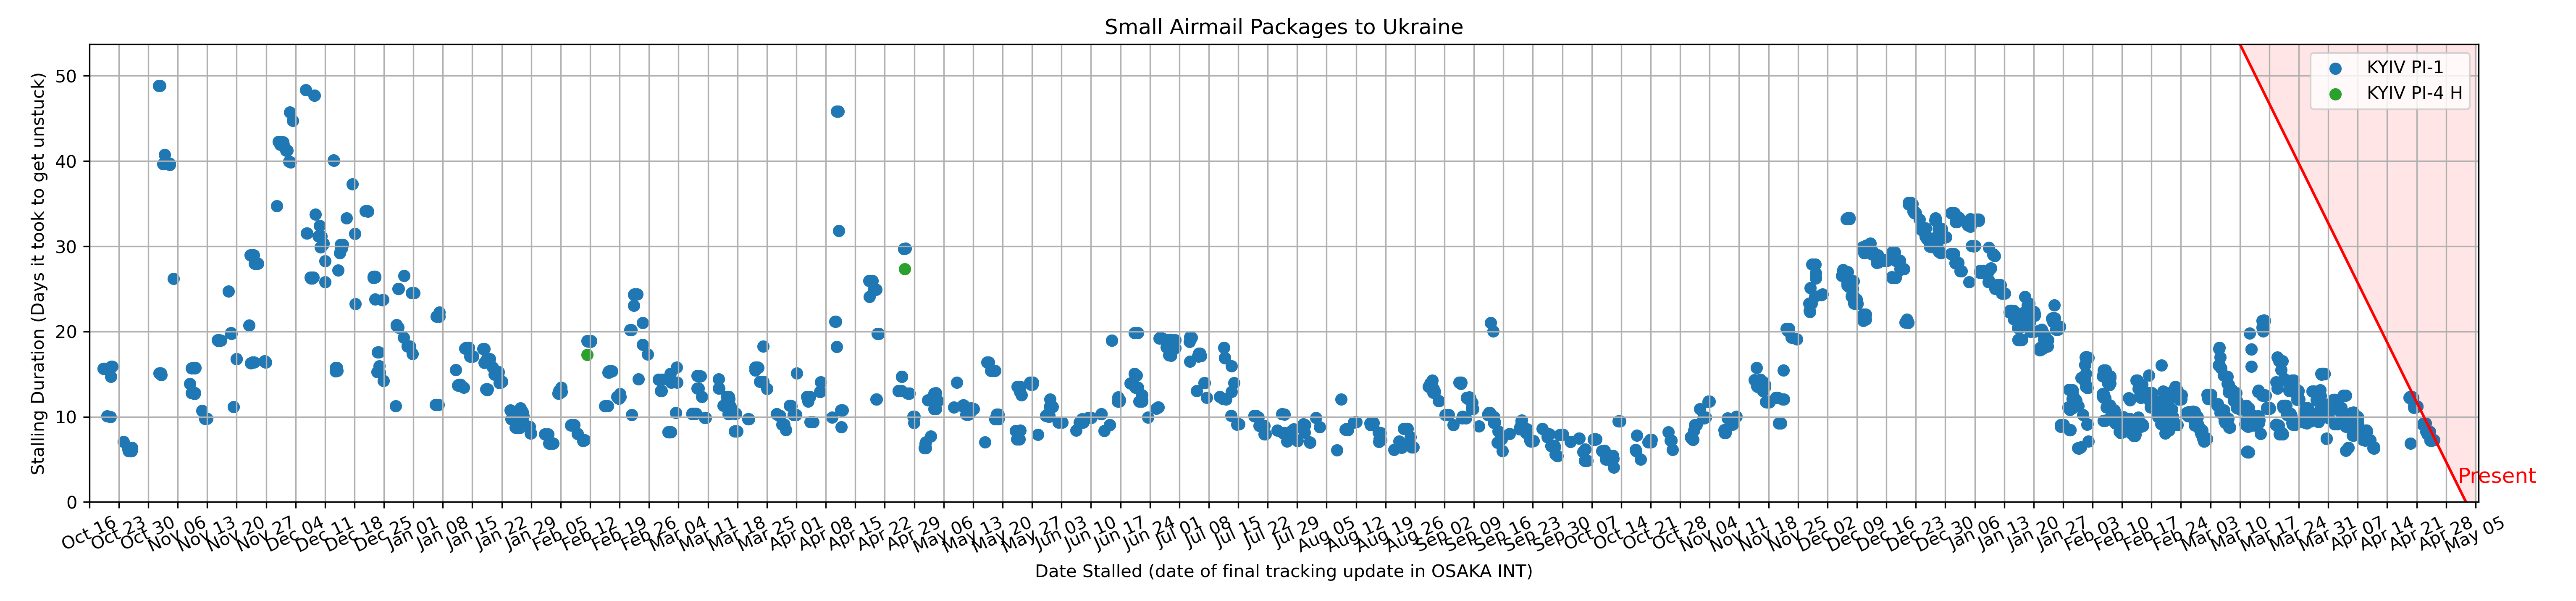 Small Airmail Packages to Ukraine
Stalling Duration (Days it took to get unstuck)
50
40
30
20
10
0
KYIV PI-1
KYIV PI-4 H
Present
Oct 16
Oct 23
Oct 30
Nov 06
Nov 13
Nov 20
Nov 27
Dec 04
Dec 11
Dec 18
Dec 25
Jan 01
Jan 08
Jan 15
Jan 22
Jan 29
Feb 05
Feb 12
Feb 19
Feb 26
Mar 04
Mar 11
Mar 18
Mar 25
Apr 01
Apr 08
Apr 15
Apr 22
Apr 29
May 06
May 13
May 20
May 27
Jun 03
Jun 10
Jun 17
Jun 24
Jul 01
Jul 08
Jul 15
Jul 22
Jul 29
Aug 05
Aug 12
Aug 19
Aug 26
Sep 02
Sep 09
Sep 16
Sep 23
Sep 30
Oct 07
Oct 14
Oct 21
Oct 28
Nov 04
Nov 11
Nov 18
Nov 25
Dec 02
Dec 09
Dec 16
Dec 23
Dec 30
Jan 06
Jan 13
Jan 20
Jan 27
Feb 03
Feb 10
Feb 17
Feb 24
Mar 03
Mar 10
Mar 17
Mar 24
Mar 31
Apr 07
Apr 14
Apr 21
Apr 28
May 05
Date Stalled (date of final tracking update in OSAKA INT)